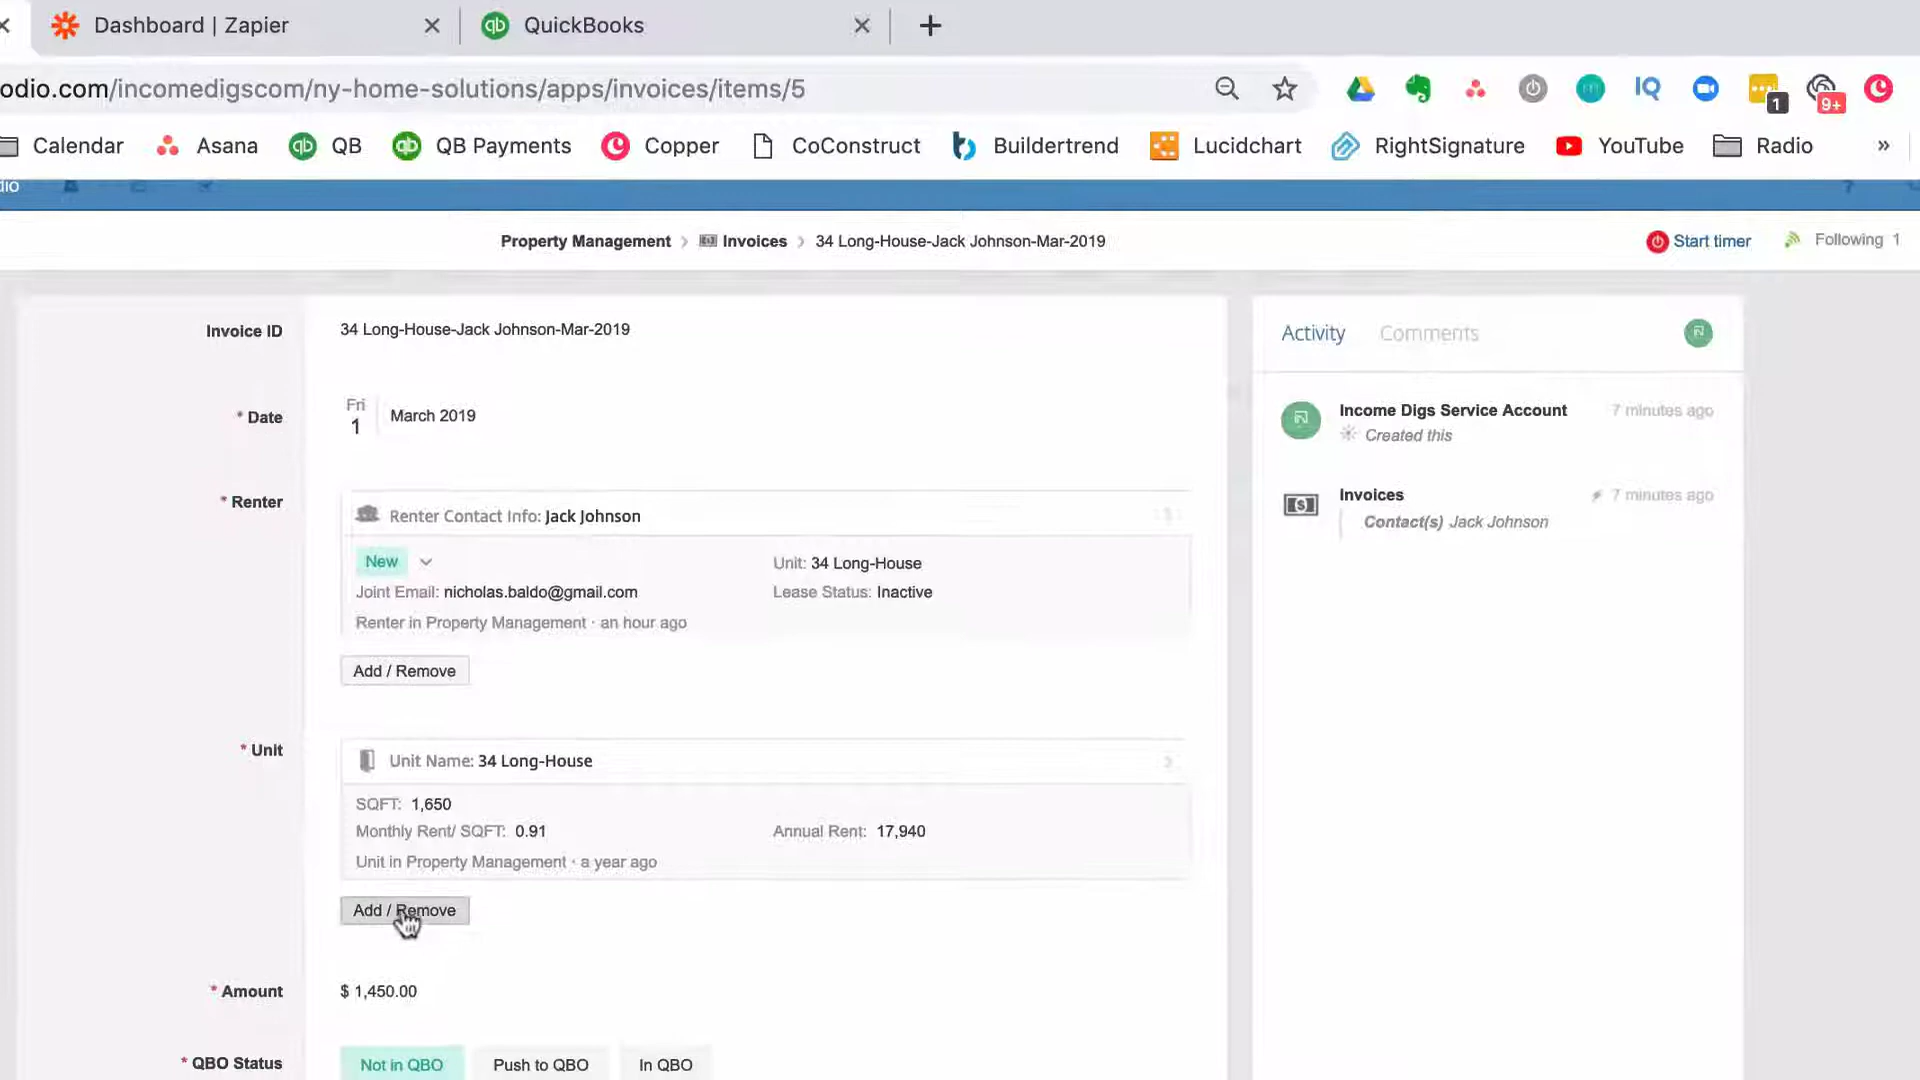 Dashboard | Zapier
QuickBooks
odio.com/incomedigscom/ny-home-solutions/apps/invoices/items/5
IQ
1
9+
Calendar
Asana
QB
QB Payments
Copper
CoConstruct
Buildertrend
Lucidchart
RightSignature
YouTube
Radio
»
dio
?
Property Management
Invoices
34 Long-House-Jack Johnson-Mar-2019
Start timer
Following 1
Invoice ID
34 Long-House-Jack Johnson-Mar-2019
* Date
Fri
1
March 2019
* Renter
Renter Contact Info: Jack Johnson
New
Unit: 34 Long-House
Joint Email: nicholas.baldo@gmail.com
Lease Status: Inactive
Renter in Property Management · an hour ago
Add / Remove
* Unit
Unit Name: 34 Long-House
SQFT: 1,650
Monthly Rent/ SQFT: 0.91
Annual Rent: 17,940
Unit in Property Management · a year ago
Add / Remove
* Amount
$ 1,450.00
* QBO Status
Not in QBO
Push to QBO
In QBO
Activity
Comments
Income Digs Service Account
7 minutes ago
Created this
Invoices
7 minutes ago
Contact(s) Jack Johnson